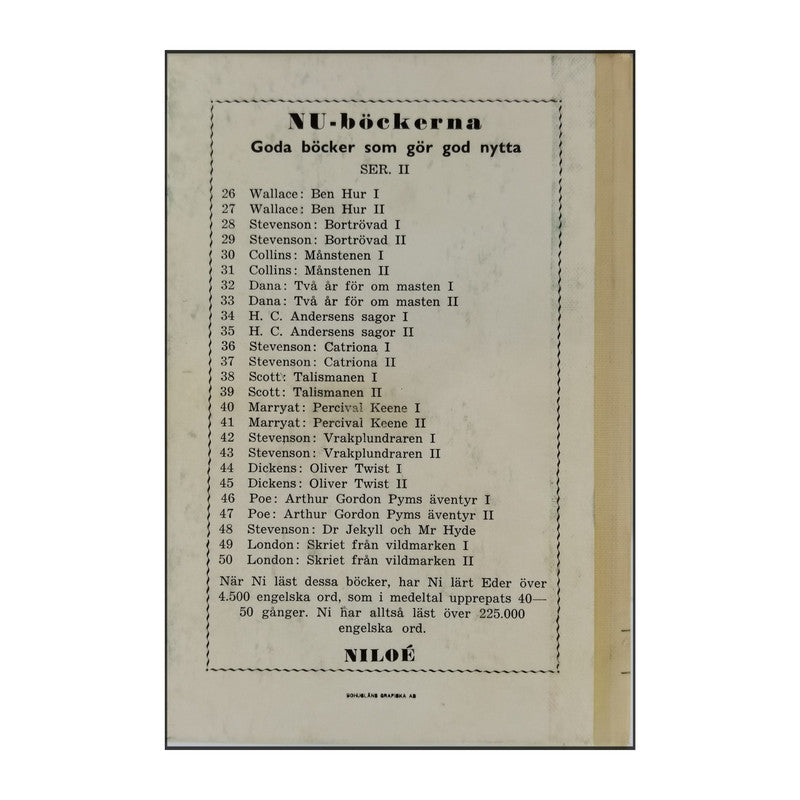 NU-böckerna
Goda böcker som gör god nytta
SER. II
26 Wallace: Ben Hur I
27 Wallace: Ben Hur II
28 Stevenson: Bortrövad I
29 Stevenson: Bortrövad II
30 Collins: Månstenen I
31 Collins: Månstenen II
32 Dana: Två år för om masten I
33 Dana: Två år för om masten II
34 H. C. Andersens sagor I
35 H. C. Andersens sagor II
36 Stevenson: Catriona I
37 Stevenson: Catriona II
38 Scott: Talismanen I
39 Scott: Talismanen II
40 Marryat: Percival Keene I
41 Marryat: Percival Keene II
42 Stevenson: Vrakplundraren I
43 Stevenson: Vrakplundraren II
44 Dickens: Oliver Twist I
45 Dickens: Oliver Twist II
46 Poe: Arthur Gordon Pyms äventyr I
47 Poe: Arthur Gordon Pyms äventyr II
48 Stevenson: Dr Jekyll och Mr Hyde
49 London: Skriet från vildmarken I
50 London: Skriet från vildmarken II
När Ni läst dessa böcker, har Ni lärt Eder över
4.500 engelska ord, som i medeltal upprepats 40—
50 gånger. Ni har alltså läst över 225.000
engelska ord.
NILOÉ
BOHUSLÄNS GRAFISKA AB